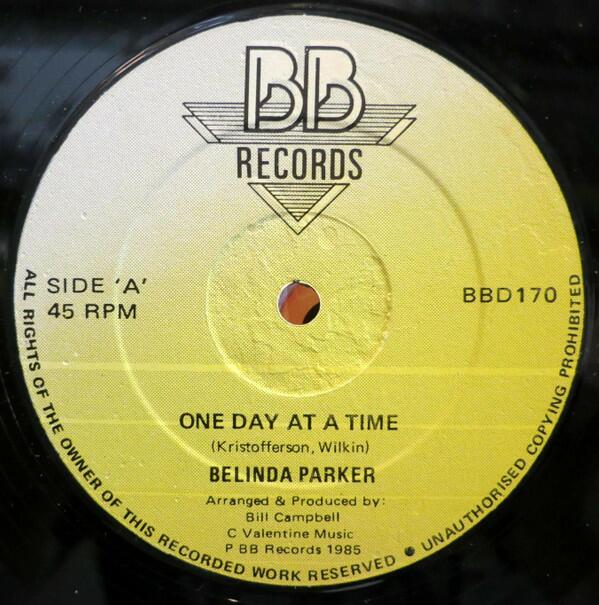 BB
RECORDS
SIDE 'A'
45 RPM
BBD170
ONE DAY AT A TIME
(Kristofferson, Wilkin)
BELINDA PARKER
Arranged & Produced by:
Bill Campbell
C Valentine Music
P BB Records 1985
ALL RIGHTS OF THE OWNER OF THIS RECORDED WORK RESERVED ● UNAUTHORISED COPYING PROHIBITED